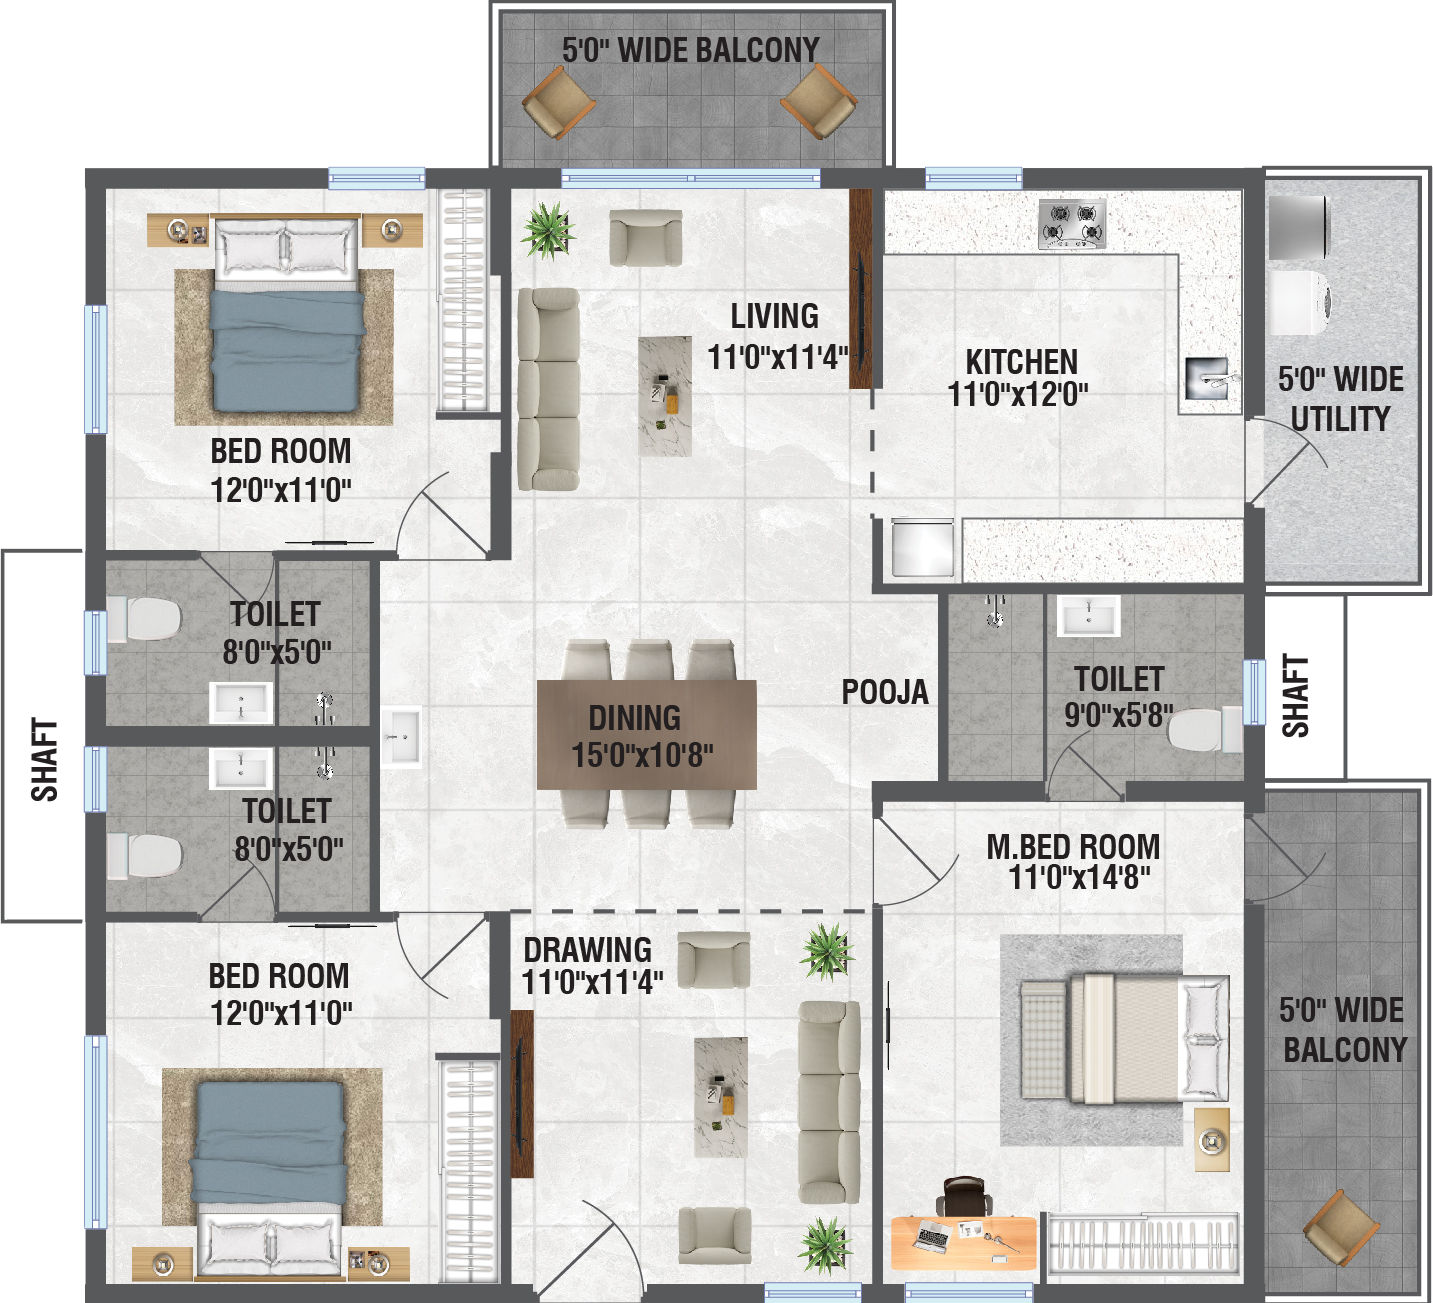 5'0" WIDE BALCONY
LIVING
11'0"x11'4"
KITCHEN
11'0"x12'0"
5'0" WIDE
UTILITY
BED ROOM
12'0"x11'0"
TOILET
8'0"x5'0"
SHAFT
TOILET
8'0"x5'0"
DINING
15'0"x10'8"
POOJA
TOILET
9'0"x5'8"
SHAFT
M.BED ROOM
11'0"x14'8"
DRAWING
11'0"x11'4"
BED ROOM
12'0"x11'0"
5'0" WIDE
BALCONY